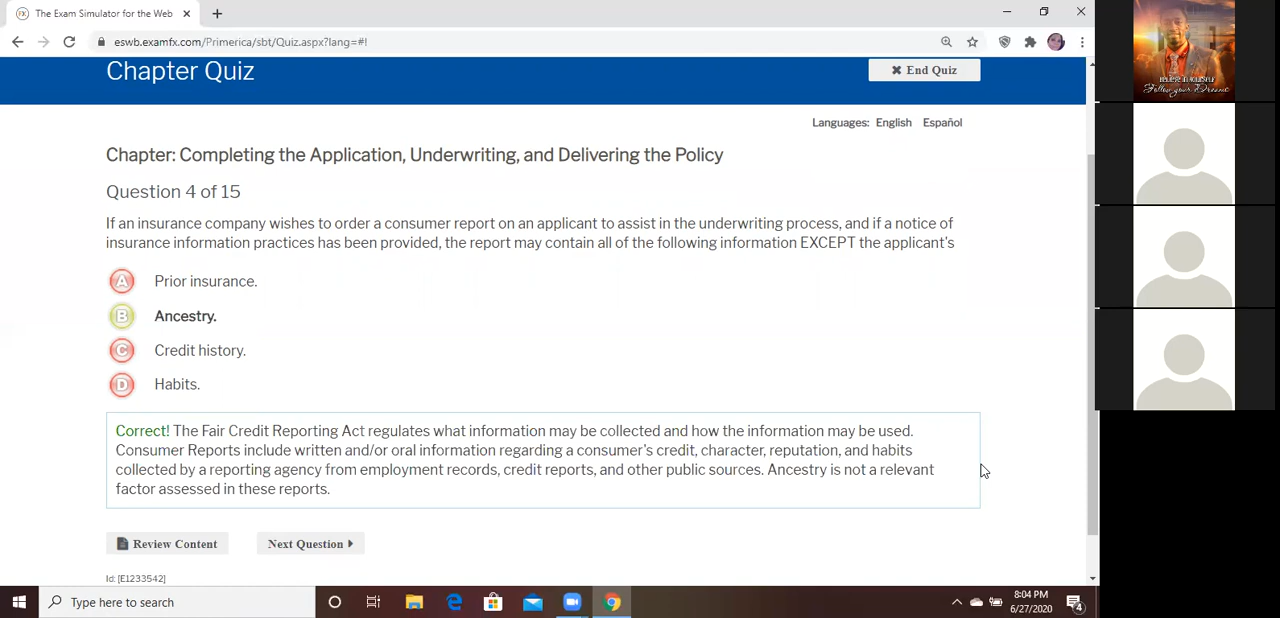 The Exam Simulator for the Web
eswb.examfx.com/Primerica/sbt/Quiz.aspx?lang=#!
Chapter Quiz
✖ End Quiz
Languages: English Español
Chapter: Completing the Application, Underwriting, and Delivering the Policy
Question 4 of 15
If an insurance company wishes to order a consumer report on an applicant to assist in the underwriting process, and if a notice of
insurance information practices has been provided, the report may contain all of the following information EXCEPT the applicant's
A Prior insurance.
B Ancestry.
C Credit history.
D Habits.
Correct! The Fair Credit Reporting Act regulates what information may be collected and how the information may be used.
Consumer Reports include written and/or oral information regarding a consumer's credit, character, reputation, and habits
collected by a reporting agency from employment records, credit reports, and other public sources. Ancestry is not a relevant
factor assessed in these reports.
Review Content Next Question
Id: [E1233542]
Type here to search
8:04 PM
6/27/2020
4
Follow your Dreams